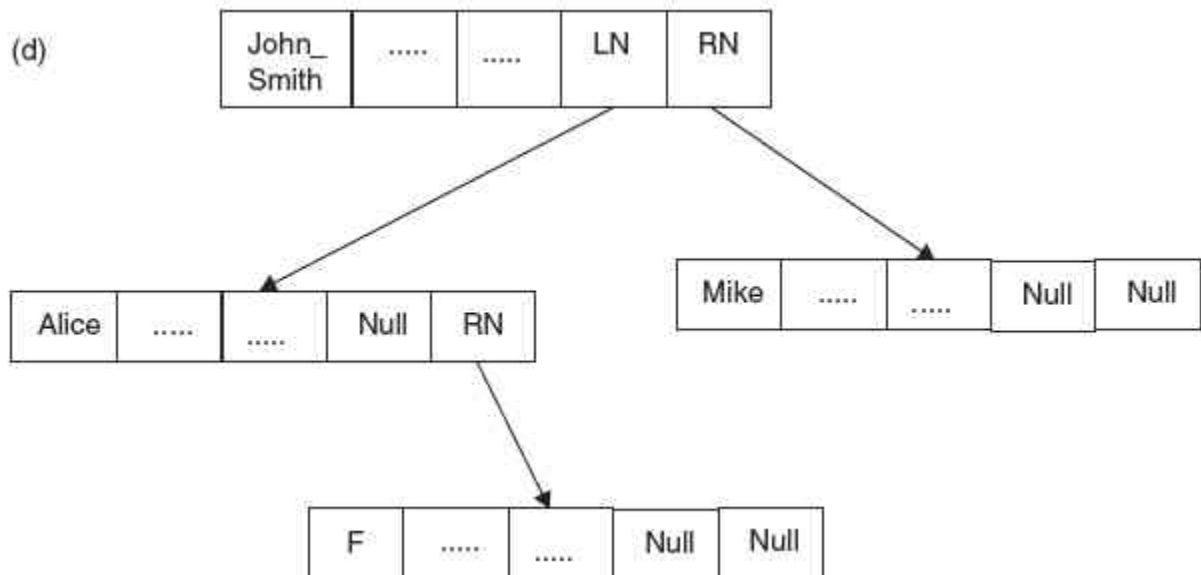 (d)
John_
Smith
.....
.....
LN
RN
Alice
.....
.....
Null
RN
Mike
.....
.....
Null
Null
F
.....
.....
Null
Null